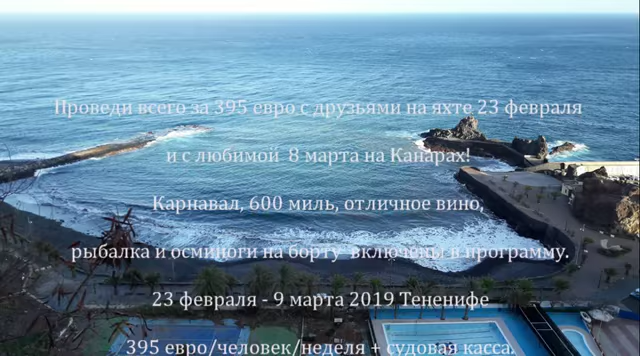 Проведи всего за 395 евро с друзьями на яхте 23 февраля
и с любимой 8 марта на Канарах!
Карнавал, 600 миль, отличное вино,
рыбалка и осминоги на борту включены в программу.
23 февраля - 9 марта 2019 Тененифе
395 евро/человек/неделя + судовая касса.